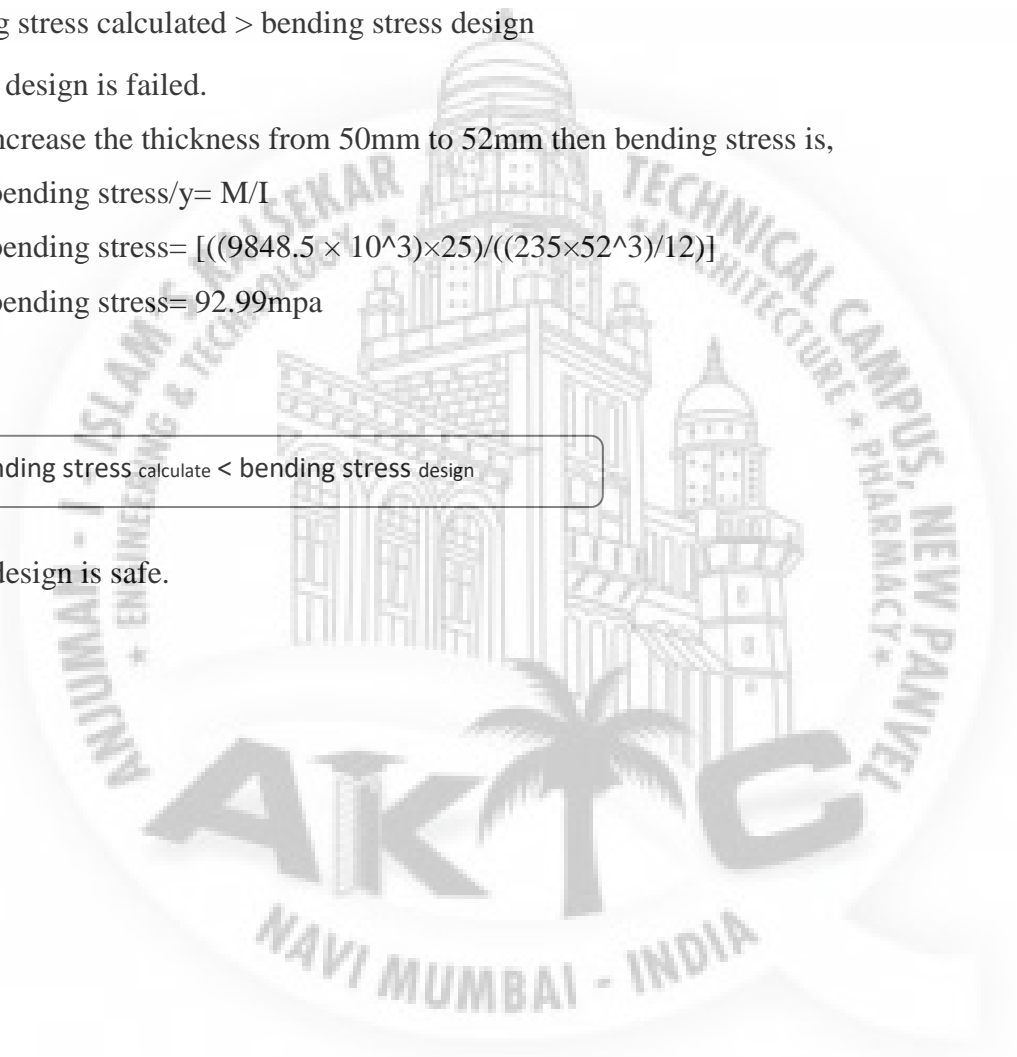 g stress calculated > bending stress design
design is failed.
ncrease the thickness from 50mm to 52mm then bending stress is,
bending stress/y= M/I
bending stress= [((9848.5 × 10^3)×25)/((235×52^3)/12)]
bending stress= 92.99mpa
nding stress calculate < bending stress design
design is safe.
ANJUMAN - I - ISLAM'S KALSEKAR TECHNICAL CAMPUS, NEW PANVEL
* ENGINEERING & TECHNOLOGY * ARCHITECTURE * PHARMACY *
AKTC
NAVI MUMBAI - INDIA